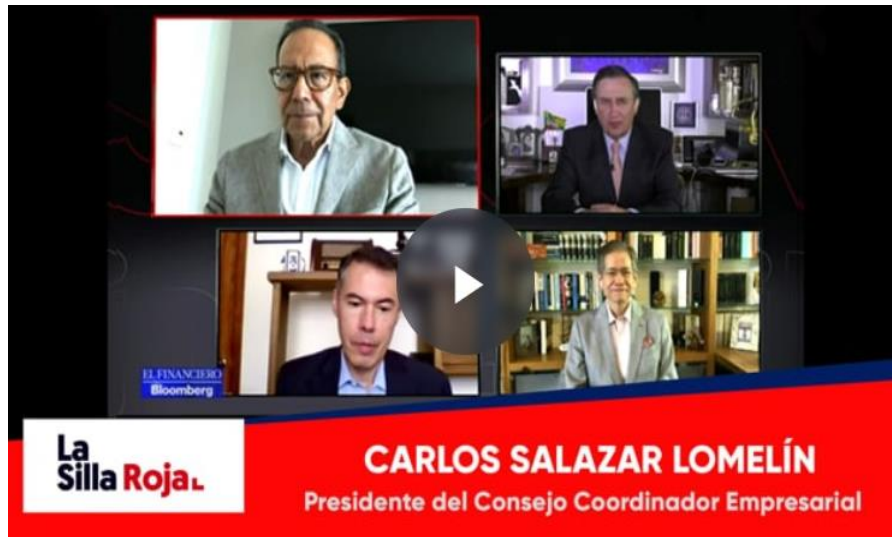 EL FINANCIERO
Bloomberg
La
Silla Roja
CARLOS SALAZAR LOMELÍN
Presidente del Consejo Coordinador Empresarial